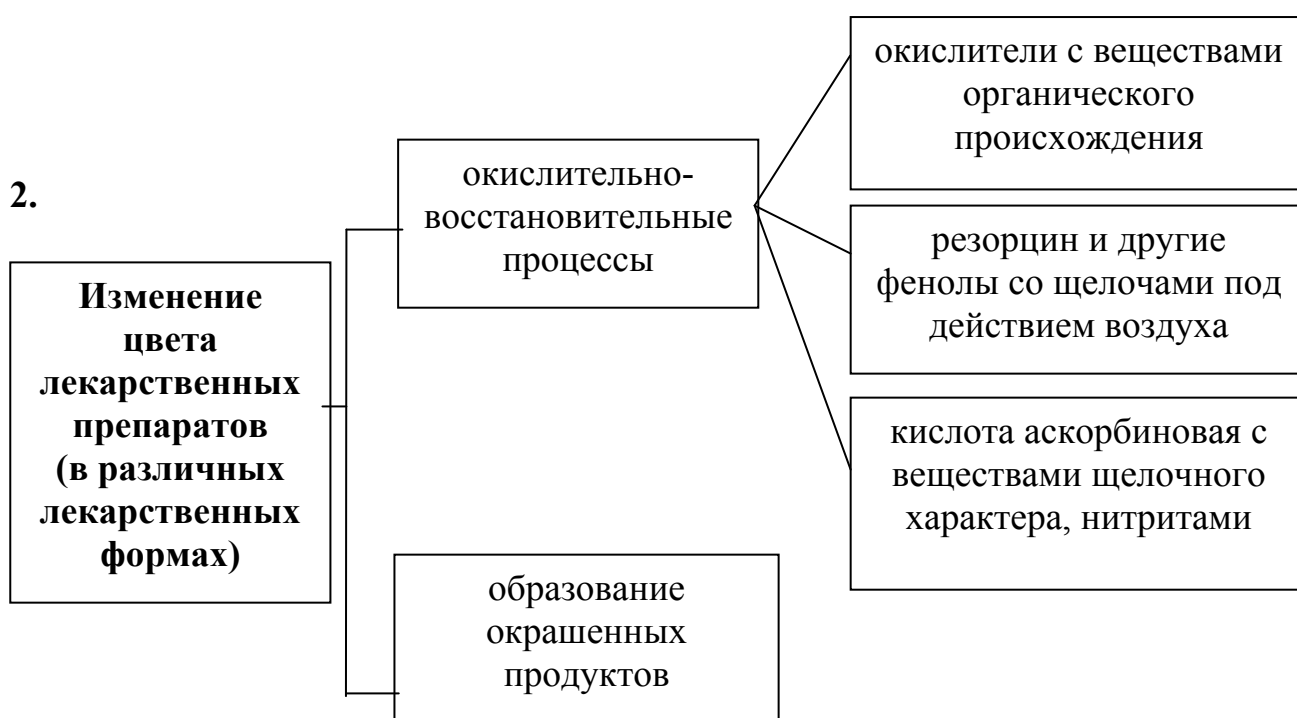 2.
Изменение
цвета
лекарственных
препаратов
(в различных
лекарственных
формах)
окислительно-
восстановительные
процессы
окислители с веществами
органического
происхождения
резорцин и другие
фенолы со щелочами под
действием воздуха
кислота аскорбиновая с
веществами щелочного
характера, нитритами
образование
окрашенных
продуктов